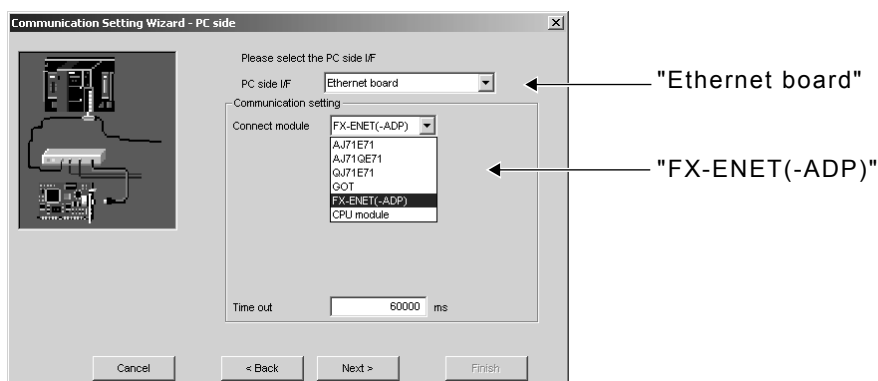 Communication Setting Wizard - PC side
Please select the PC side I/F
PC side I/F Ethernet board
"Ethernet board"
Communication setting
Connect module FX-ENET(-ADP)
AJ71E71
AJ71QE71
QJ71E71
GOT
FX-ENET(-ADP)
CPU module
"FX-ENET(-ADP)"
Time out 60000 ms
Cancel < Back Next > Finish